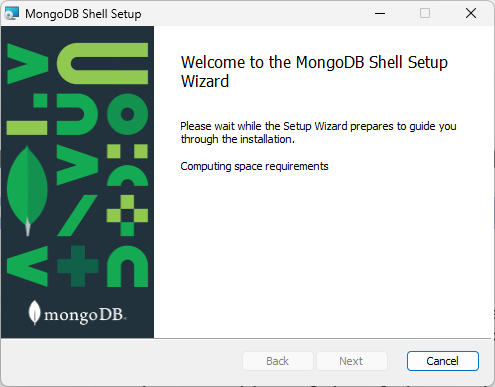 MongoDB Shell Setup
Welcome to the MongoDB Shell Setup
Wizard
Please wait while the Setup Wizard prepares to guide you
through the installation.
Computing space requirements
mongoDB®
Back
Next
Cancel